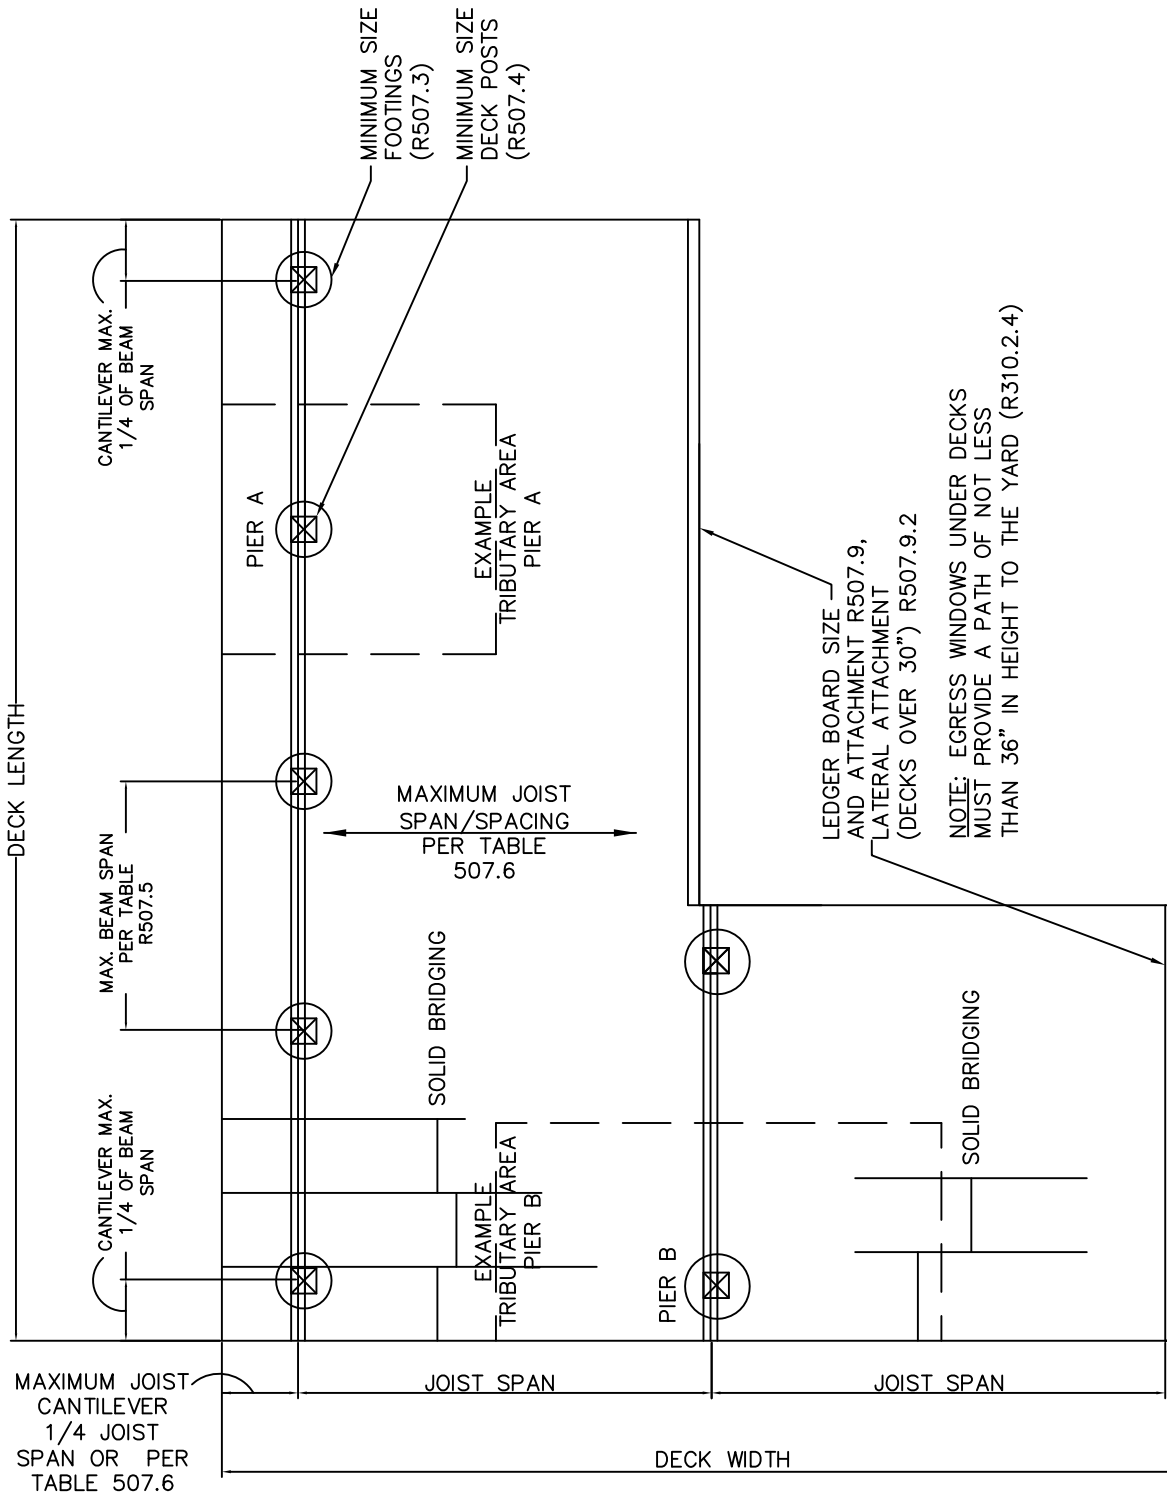 DECK LENGTH
CANTILEVER MAX.
1/4 OF BEAM
SPAN
MAX. BEAM SPAN
PER TABLE
R507.5
CANTILEVER MAX.
1/4 OF BEAM
SPAN
MINIMUM SIZE
FOOTINGS
(R507.3)
MINIMUM SIZE
DECK POSTS
(R507.4)
PIER A
EXAMPLE
TRIBUTARY AREA
PIER A
MAXIMUM JOIST
SPAN/SPACING
PER TABLE
507.6
SOLID BRIDGING
EXAMPLE
TRIBUTARY AREA
PIER B
PIER B
SOLID BRIDGING
LEDGER BOARD SIZE
AND ATTACHMENT R507.9,
LATERAL ATTACHMENT
(DECKS OVER 30") R507.9.2
NOTE: EGRESS WINDOWS UNDER DECKS
MUST PROVIDE A PATH OF NOT LESS
THAN 36" IN HEIGHT TO THE YARD (R310.2.4)
MAXIMUM JOIST
CANTILEVER
1/4 JOIST
SPAN OR PER
TABLE 507.6
JOIST SPAN
JOIST SPAN
DECK WIDTH